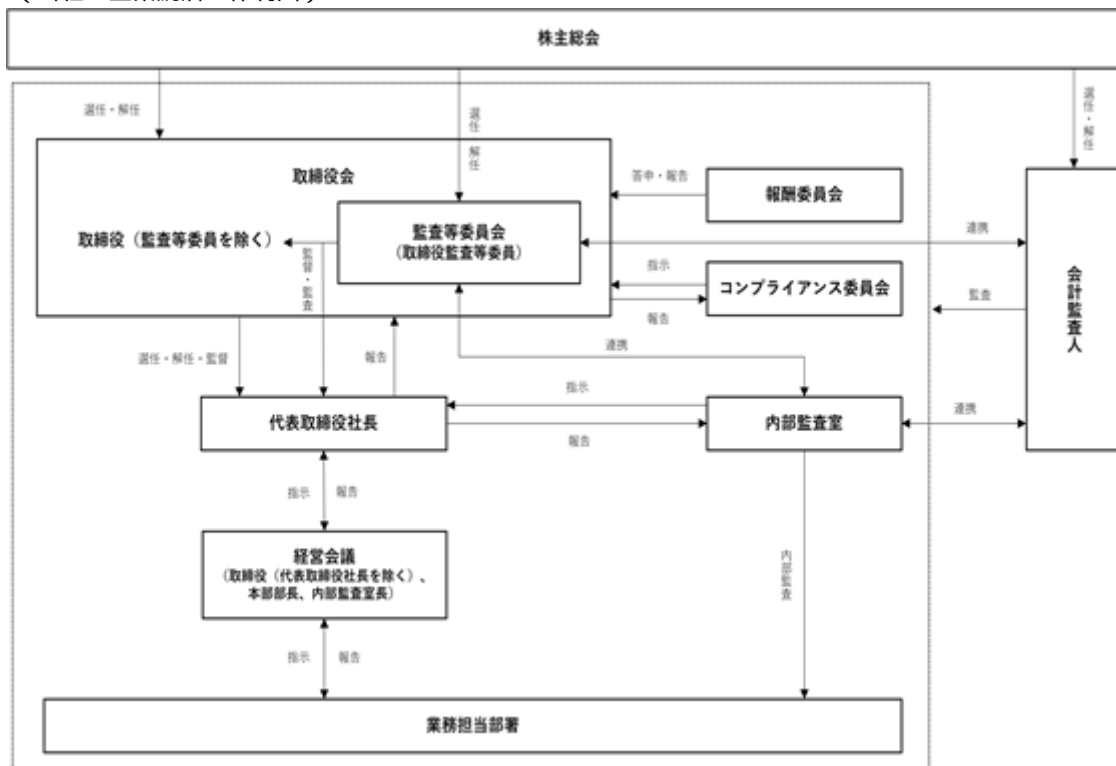 株主総会
選任・解任
選任
解任
選任・解任
取締役会
答申・報告
報酬委員会
取締役（監査等委員を除く）
監査等委員会
（取締役監査等委員）
連携
監督・監査
指示
コンプライアンス委員会
報告
監査
会計監査人
選任・解任・監督
報告
連携
指示
代表取締役社長
内部監査室
連携
報告
指示
報告
経営会議
（取締役（代表取締役社長を除く）、
本部部長、内部監査室長）
内部監査
指示
報告
業務担当部署